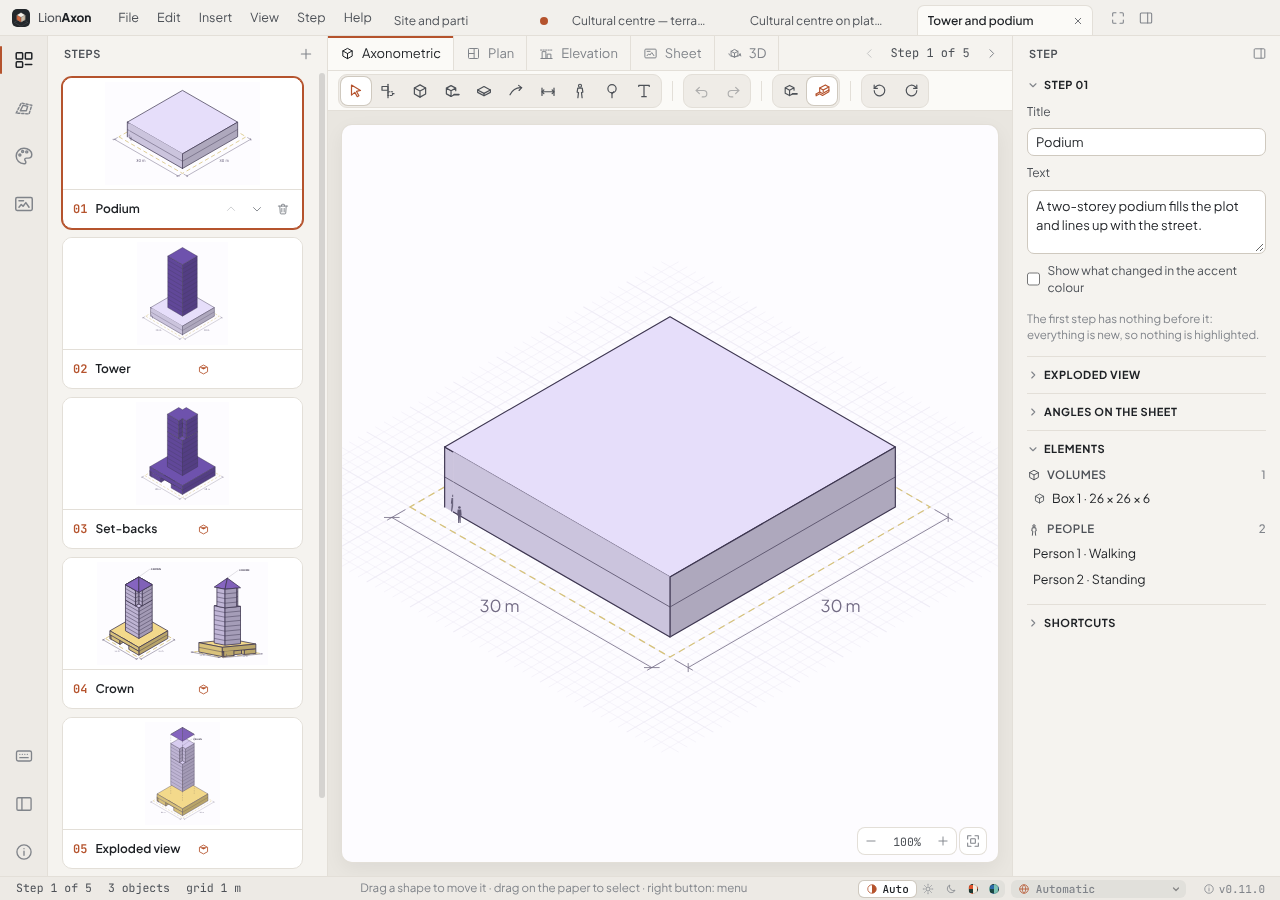 LionAxon File Edit Insert View Step Help
Site and parti
Cultural centre — terra…
Cultural centre on plat…
Tower and podium
STEPS
30 m 30 m
01 Podium
02 Tower
03 Set-backs
04 Crown
05 Exploded view
Axonometric Plan Elevation Sheet 3D
Step 1 of 5
30 m
30 m
100%
STEP
STEP 01
Title
Podium
Text
A two-storey podium fills the plot
and lines up with the street.
Show what changed in the accent
colour
The first step has nothing before it:
everything is new, so nothing is highlighted.
EXPLODED VIEW
ANGLES ON THE SHEET
ELEMENTS
VOLUMES 1
Box 1 · 26 × 26 × 6
PEOPLE 2
Person 1 · Walking
Person 2 · Standing
SHORTCUTS
Step 1 of 5 3 objects grid 1 m
Drag a shape to move it · drag on the paper to select · right button: menu
Auto
Automatic
v0.11.0